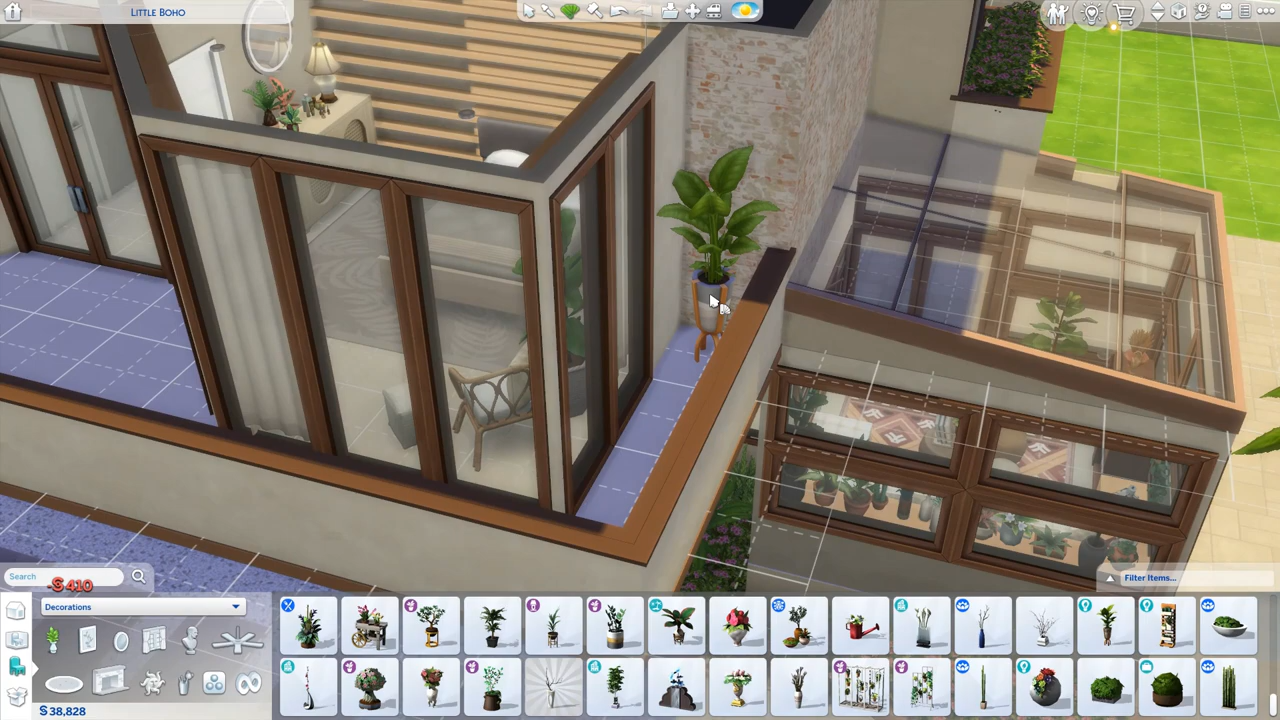 LITTLE BOHO
Search
-§410
Filter Items...
Decorations
§38,828